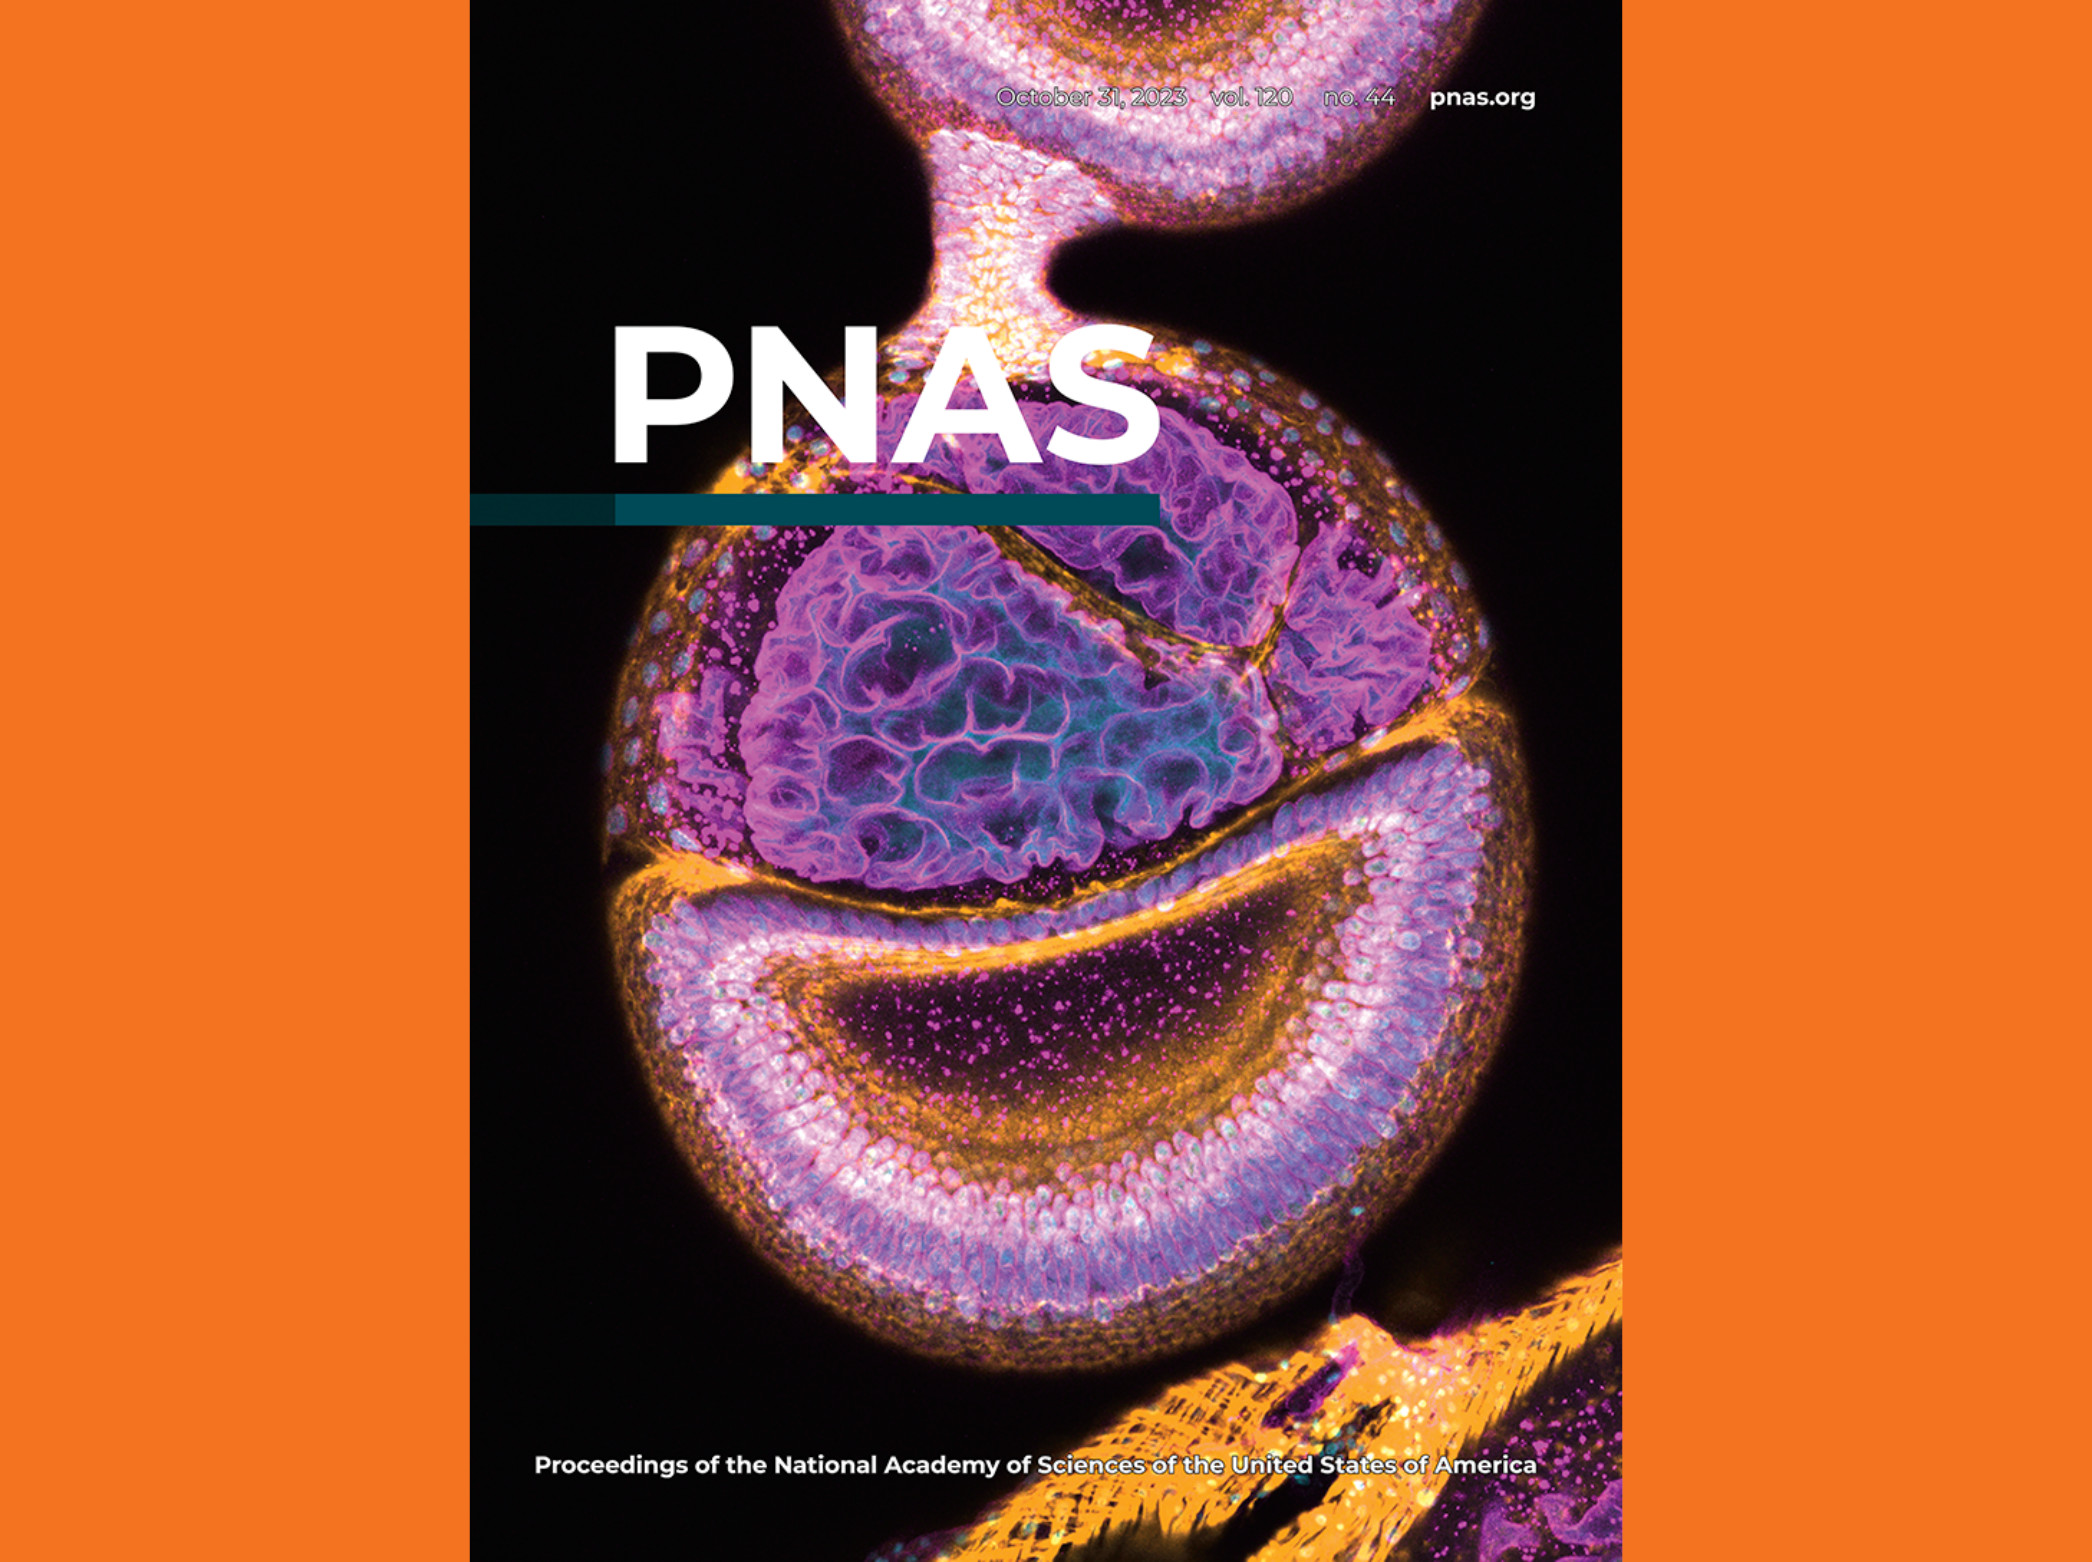 October 31, 2023 vol. 120 no. 44 pnas.org
PNAS
Proceedings of the National Academy of Sciences of the United States of America